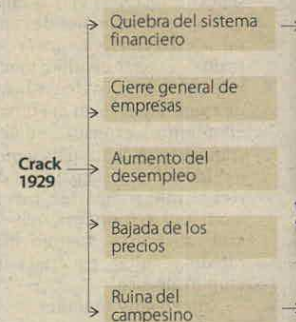 Quiebra del sistema
financiero
Cierre general de
empresas
Crack
1929
Aumento del
desempleo
Bajada de los
precios
Ruina del
campesino